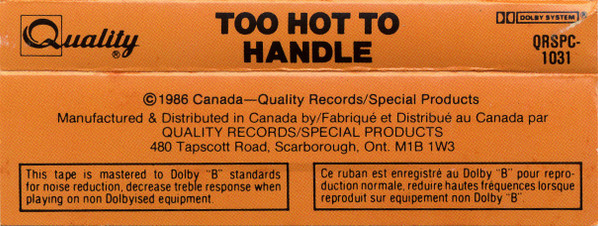 Quality®
TOO HOT TO
HANDLE
DOLBY SYSTEM®
QRSPC-
1031
©1986 Canada—Quality Records/Special Products
Manufactured & Distributed in Canada by/Fabriqué et Distribué au Canada par
QUALITY RECORDS/SPECIAL PRODUCTS
480 Tapscott Road, Scarborough, Ont. M1B 1W3
This tape is mastered to Dolby "B" standards
for noise reduction, decrease treble response when
playing on non Dolbyised equipment.
Ce ruban est enregistré au Dolby "B" pour repro-
duction normale, reduire hautes fréquences lorsque
reproduit sur equipement non Dolby "B".